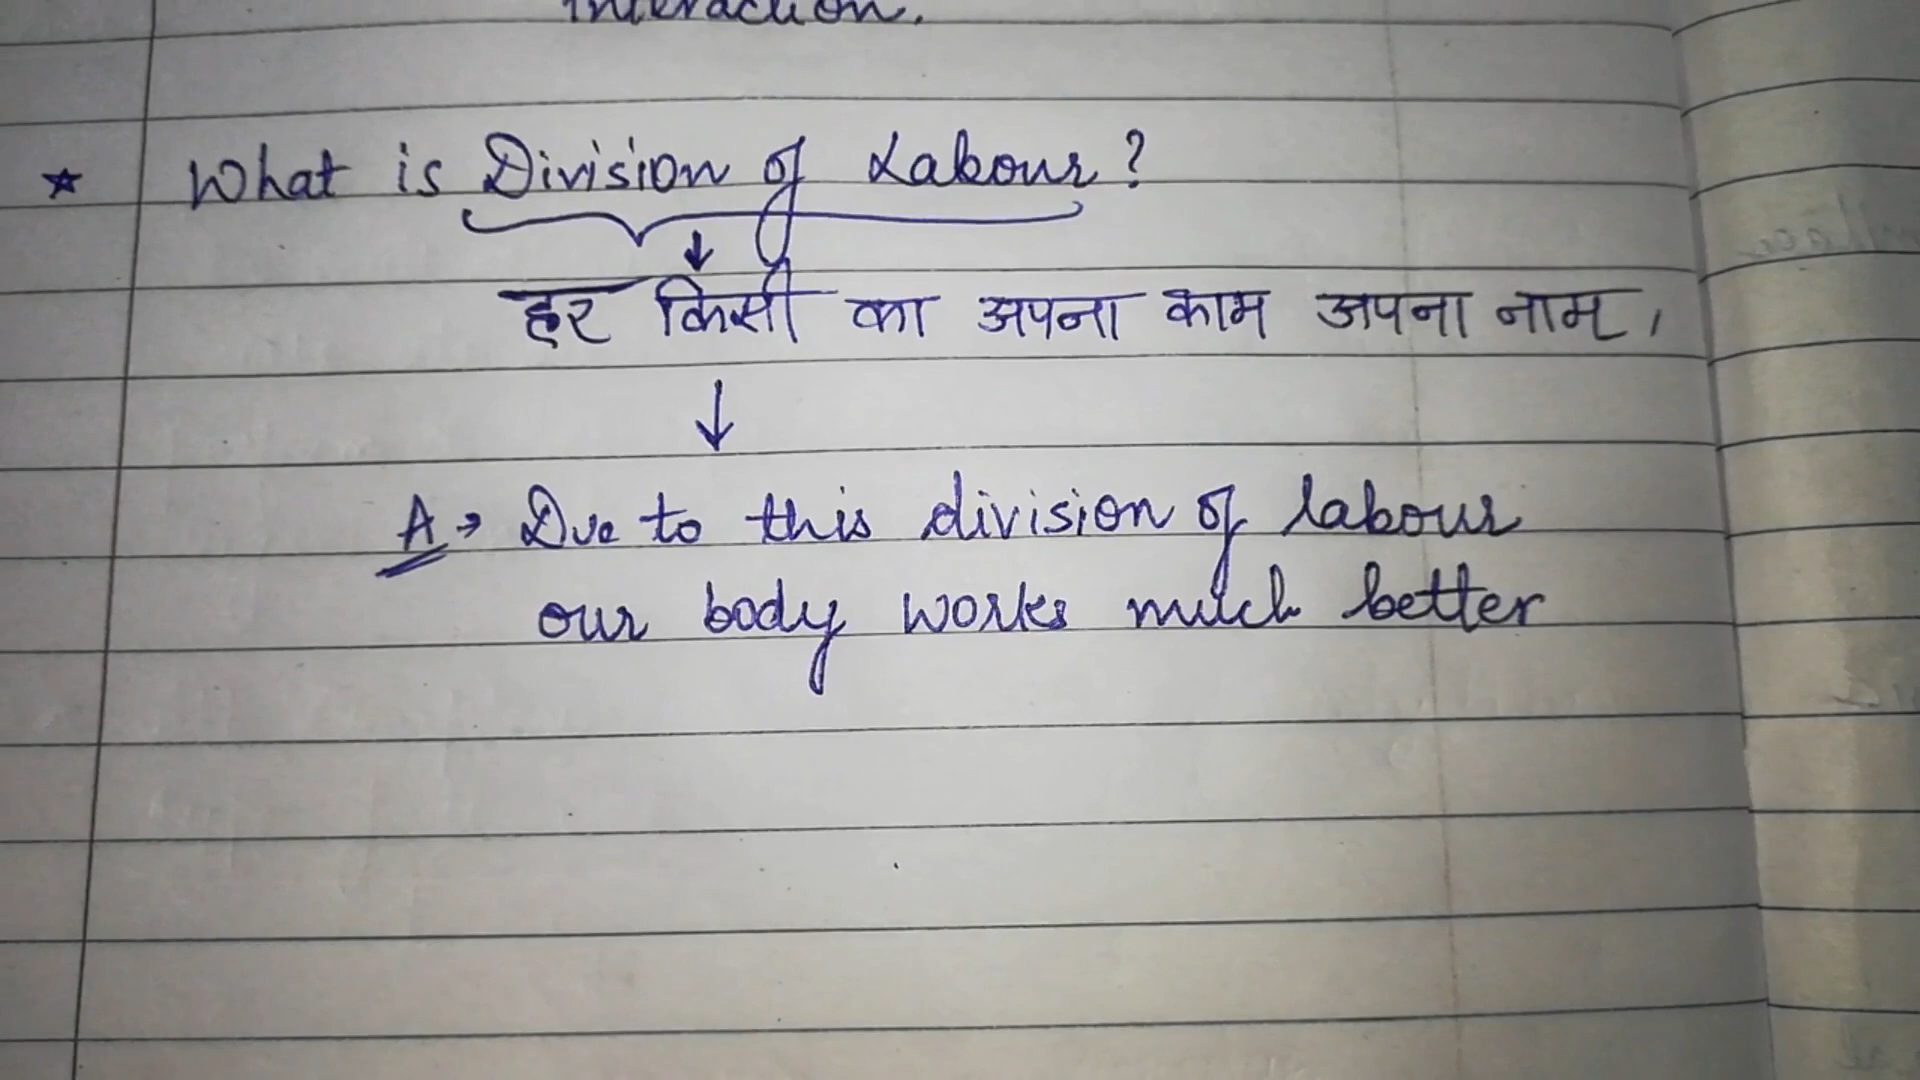 interaction.
★ What is Division of Labour?
↓
हर किसी का अपना काम अपना नाम,
↓
A → Due to this division of labour
our body works much better